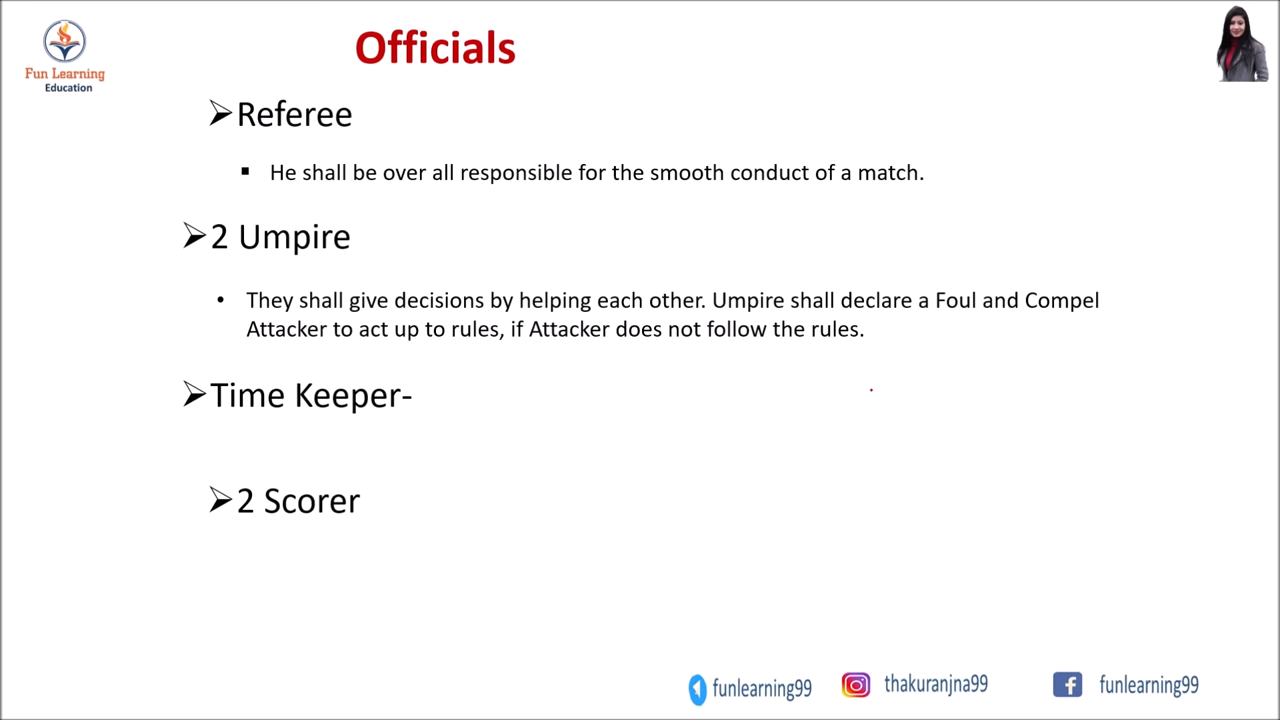 Fun Learning
Education
Officials
➢Referee
▪ He shall be over all responsible for the smooth conduct of a match.
➢2 Umpire
• They shall give decisions by helping each other. Umpire shall declare a Foul and Compel
Attacker to act up to rules, if Attacker does not follow the rules.
➢Time Keeper-
➢2 Scorer
funlearning99
thakuranjna99
funlearning99